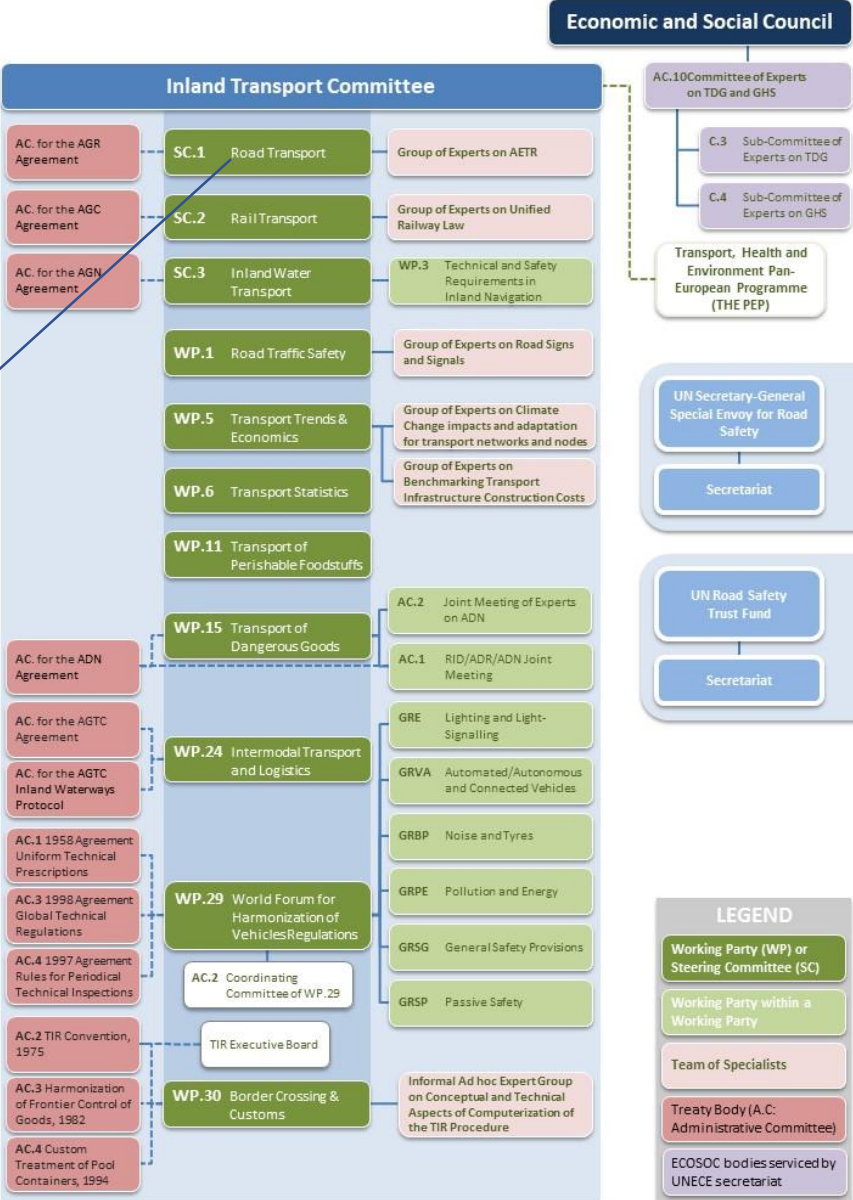 Economic and Social Council
Inland Transport Committee
AC.10Committee of Experts
on TDG and GHS
C.3 Sub-Committee of
Experts on TDG
C.4 Sub-Committee of
Experts on GHS
Transport, Health and
Environment Pan-
European Programme
(THE PEP)
AC. for the AGR
Agreement
SC.1 Road Transport
Group of Experts on AETR
AC. for the AGC
Agreement
SC.2 Rail Transport
Group of Experts on Unified
Railway Law
AC. for the AGN
Agreement
SC.3 Inland Water
Transport
WP.3 Technical and Safety
Requirements in
Inland Navigation
WP.1 Road Traffic Safety
Group of Experts on Road Signs
and Signals
WP.5 Transport Trends &
Economics
Group of Experts on Climate
Change impacts and adaptation
for transport networks and nodes
Group of Experts on
Benchmarking Transport
Infrastructure Construction Costs
WP.6 Transport Statistics
WP.11 Transport of
Perishable Foodstuffs
WP.15 Transport of
Dangerous Goods
AC.2 Joint Meeting of Experts
on ADN
AC.1 RID/ADR/ADN Joint
Meeting
AC. for the ADN
Agreement
AC. for the AGTC
Agreement
AC. for the AGTC
Inland Waterways
Protocol
WP.24 Intermodal Transport
and Logistics
GRE Lighting and Light-
Signalling
GRVA Automated/Autonomous
and Connected Vehicles
GRBP Noise and Tyres
GRPE Pollution and Energy
GRSG General Safety Provisions
GRSP Passive Safety
AC.1 1958 Agreement
Uniform Technical
Prescriptions
AC.3 1998 Agreement
Global Technical
Regulations
AC.4 1997 Agreement
Rules for Periodical
Technical Inspections
WP.29 World Forum for
Harmonization of
Vehicles Regulations
AC.2 Coordinating
Committee of WP.29
AC.2 TIR Convention,
1975
TIR Executive Board
AC.3 Harmonization
of Frontier Control of
Goods, 1982
WP.30 Border Crossing &
Customs
Informal Ad hoc Expert Group
on Conceptual and Technical
Aspects of Computerization of
the TIR Procedure
AC.4 Custom
Treatment of Pool
Containers, 1994
UN Secretary-General
Special Envoy for Road
Safety
Secretariat
UN Road Safety
Trust Fund
Secretariat
LEGEND
Working Party (WP) or
Steering Committee (SC)
Working Party within a
Working Party
Team of Specialists
Treaty Body (A.C:
Administrative Committee)
ECOSOC bodies serviced by
UNECE secretariat